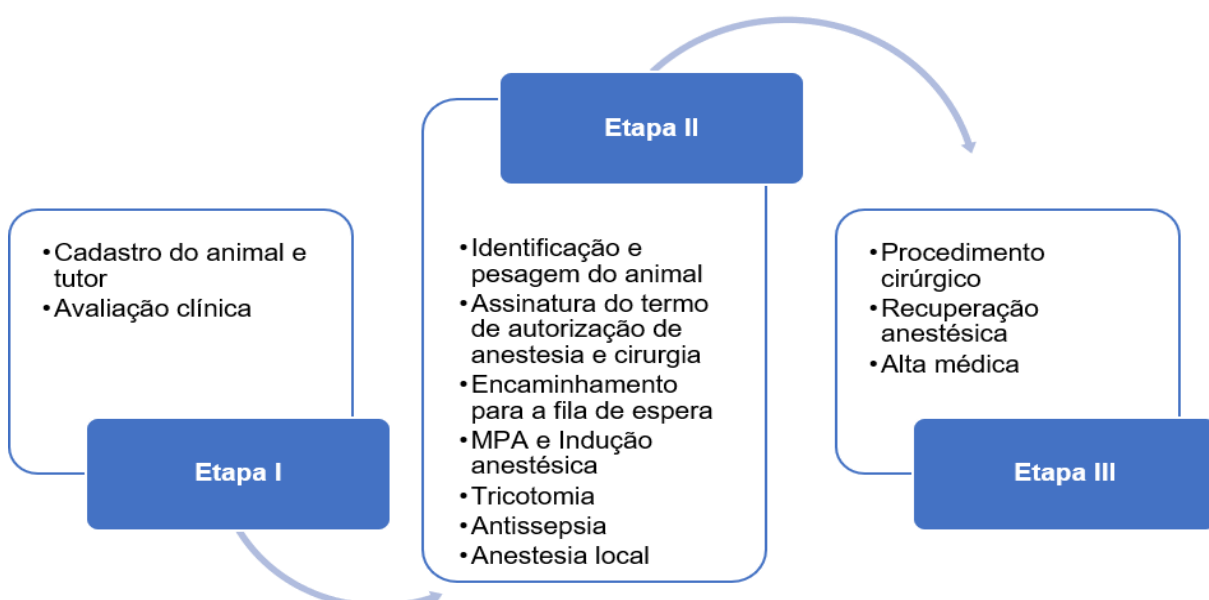 Etapa I
•Cadastro do animal e
tutor
•Avaliação clínica
Etapa II
•Identificação e
pesagem do animal
•Assinatura do termo
de autorização de
anestesia e cirurgia
•Encaminhamento
para a fila de espera
•MPA e Indução
anestésica
•Tricotomia
•Antissepsia
•Anestesia local
Etapa III
•Procedimento
cirúrgico
•Recuperação
anestésica
•Alta médica